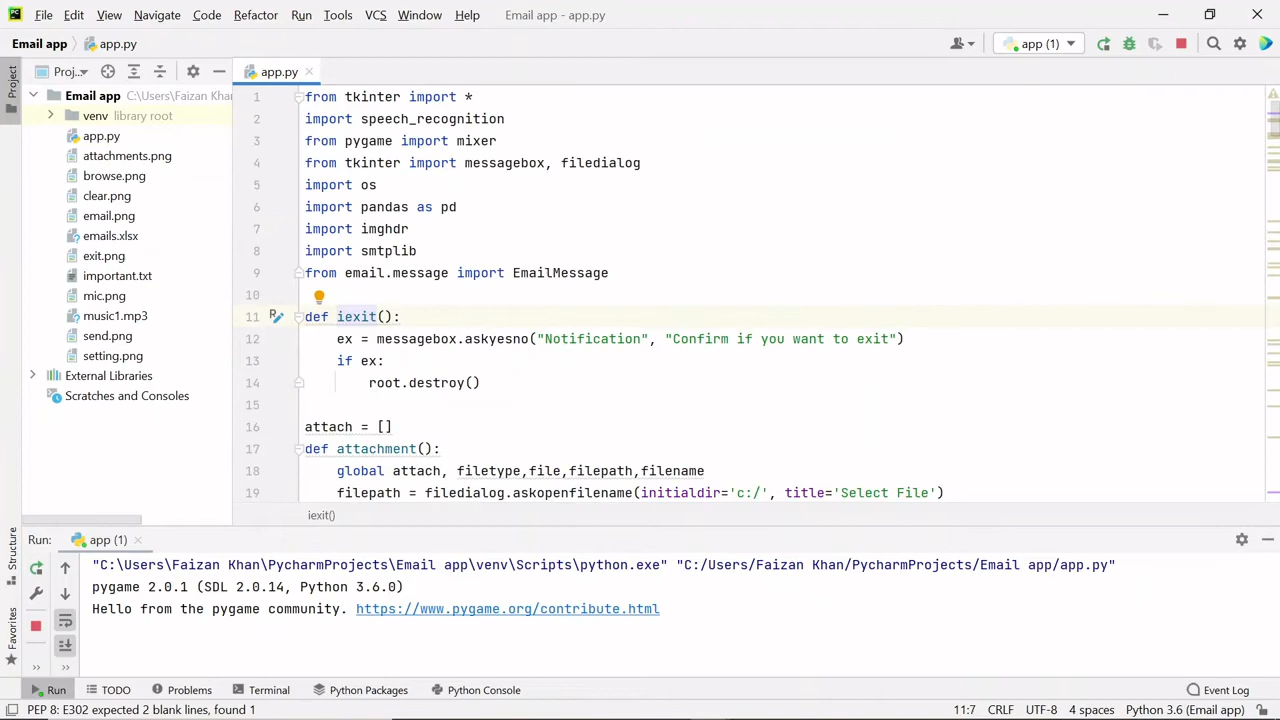 PC File Edit View Navigate Code Refactor Run Tools VCS Window Help Email app - app.py
Email app app.py app (1)
Project Proj... app.py
Email app C:\Users\Faizan Khan
venv library root
app.py
attachments.png
browse.png
clear.png
email.png
emails.xlsx
exit.png
important.txt
mic.png
music1.mp3
send.png
setting.png
External Libraries
Scratches and Consoles
1 from tkinter import *
2 import speech_recognition
3 from pygame import mixer
4 from tkinter import messagebox, filedialog
5 import os
6 import pandas as pd
7 import imghdr
8 import smtplib
9 from email.message import EmailMessage
10
11 def iexit():
12 ex = messagebox.askyesno("Notification", "Confirm if you want to exit")
13 if ex:
14 root.destroy()
15
16 attach = []
17 def attachment():
18 global attach, filetype,file,filepath,filename
19 filepath = filedialog.askopenfilename(initialdir='c:/', title='Select File')
iexit()
Structure
Favorites
Run: app (1)
"C:\Users\Faizan Khan\PycharmProjects\Email app\venv\Scripts\python.exe" "C:/Users/Faizan Khan/PycharmProjects/Email app/app.py"
pygame 2.0.1 (SDL 2.0.14, Python 3.6.0)
Hello from the pygame community. https://www.pygame.org/contribute.html
Run TODO Problems Terminal Python Packages Python Console Event Log
PEP 8: E302 expected 2 blank lines, found 1 11:7 CRLF UTF-8 4 spaces Python 3.6 (Email app)